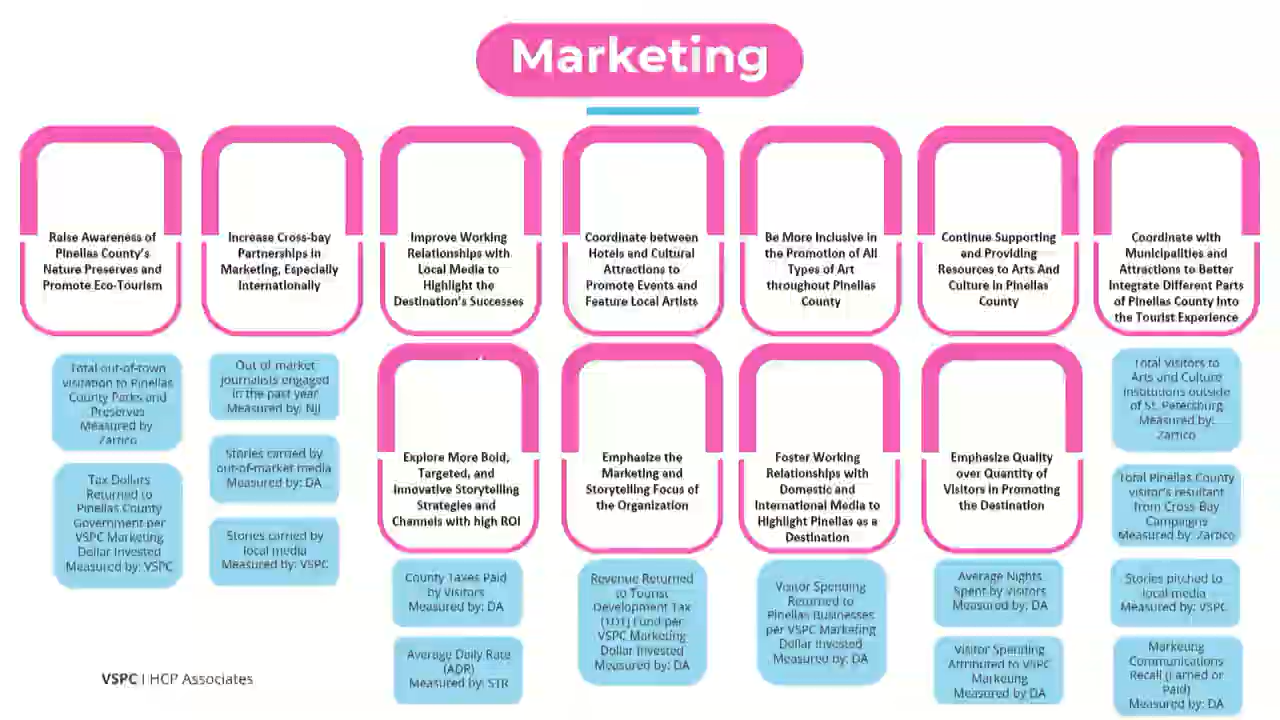 Marketing
Raise Awareness of
Pinellas County's
Nature Preserves and
Promote Eco-Tourism
Increase Cross-bay
Partnerships in
Marketing, Especially
Internationally
Improve Working
Relationships with
Local Media to
Highlight the
Destination's Successes
Coordinate between
Hotels and Cultural
Attractions to
Promote Events and
Feature Local Artists
Be More Inclusive in
the Promotion of All
Types of Art
throughout Pinellas
County
Continue Supporting
and Providing
Resources to Arts And
Culture in Pinellas
County
Coordinate with
Municipalities and
Attractions to Better
Integrate Different Parts
of Pinellas County Into
the Tourist Experience
Explore More Bold,
Targeted, and
Innovative Storytelling
Strategies and
Channels with high ROI
Emphasize the
Marketing and
Storytelling Focus of
the Organization
Foster Working
Relationships with
Domestic and
International Media to
Highlight Pinellas as a
Destination
Emphasize Quality
over Quantity of
Visitors in Promoting
the Destination
Total out-of-town
visitation to Pinellas
County Parks and
Preserves
Measured by
Zartico
Tax Dollars
Returned to
Pinellas County
Government per
VSPC Marketing
Dollar Invested
Measured by: VSPC
Out of market
journalists engaged
in the past year
Measured by: NJI
Stories carried by
out-of-market media
Measured by: DA
Stories carried by
local media
Measured by: VSPC
County Taxes Paid
by Visitors
Measured by: DA
Average Daily Rate
(ADR)
Measured by: STR
Revenue Returned
to Tourist
Development Tax
(TDT) Fund per
VSPC Marketing
Dollar Invested
Measured by: DA
Visitor Spending
Returned to
Pinellas Businesses
per VSPC Marketing
Dollar Invested
Measured by: DA
Average Nights
Spent by Visitors
Measured by: DA
Visitor Spending
Attributed to VSPC
Marketing
Measured by DA
Total Visitors to
Arts and Culture
Institutions outside
of St. Petersburg
Measured by:
Zartico
Total Pinellas County
visitor's resultant
from Cross-Bay
Campaigns
Measured by: Zartico
Stories pitched to
local media
Measured by: VSPC
Marketing
Communications
Recall (Earned or
Paid)
Measured by: DA
VSPC | HCP Associates